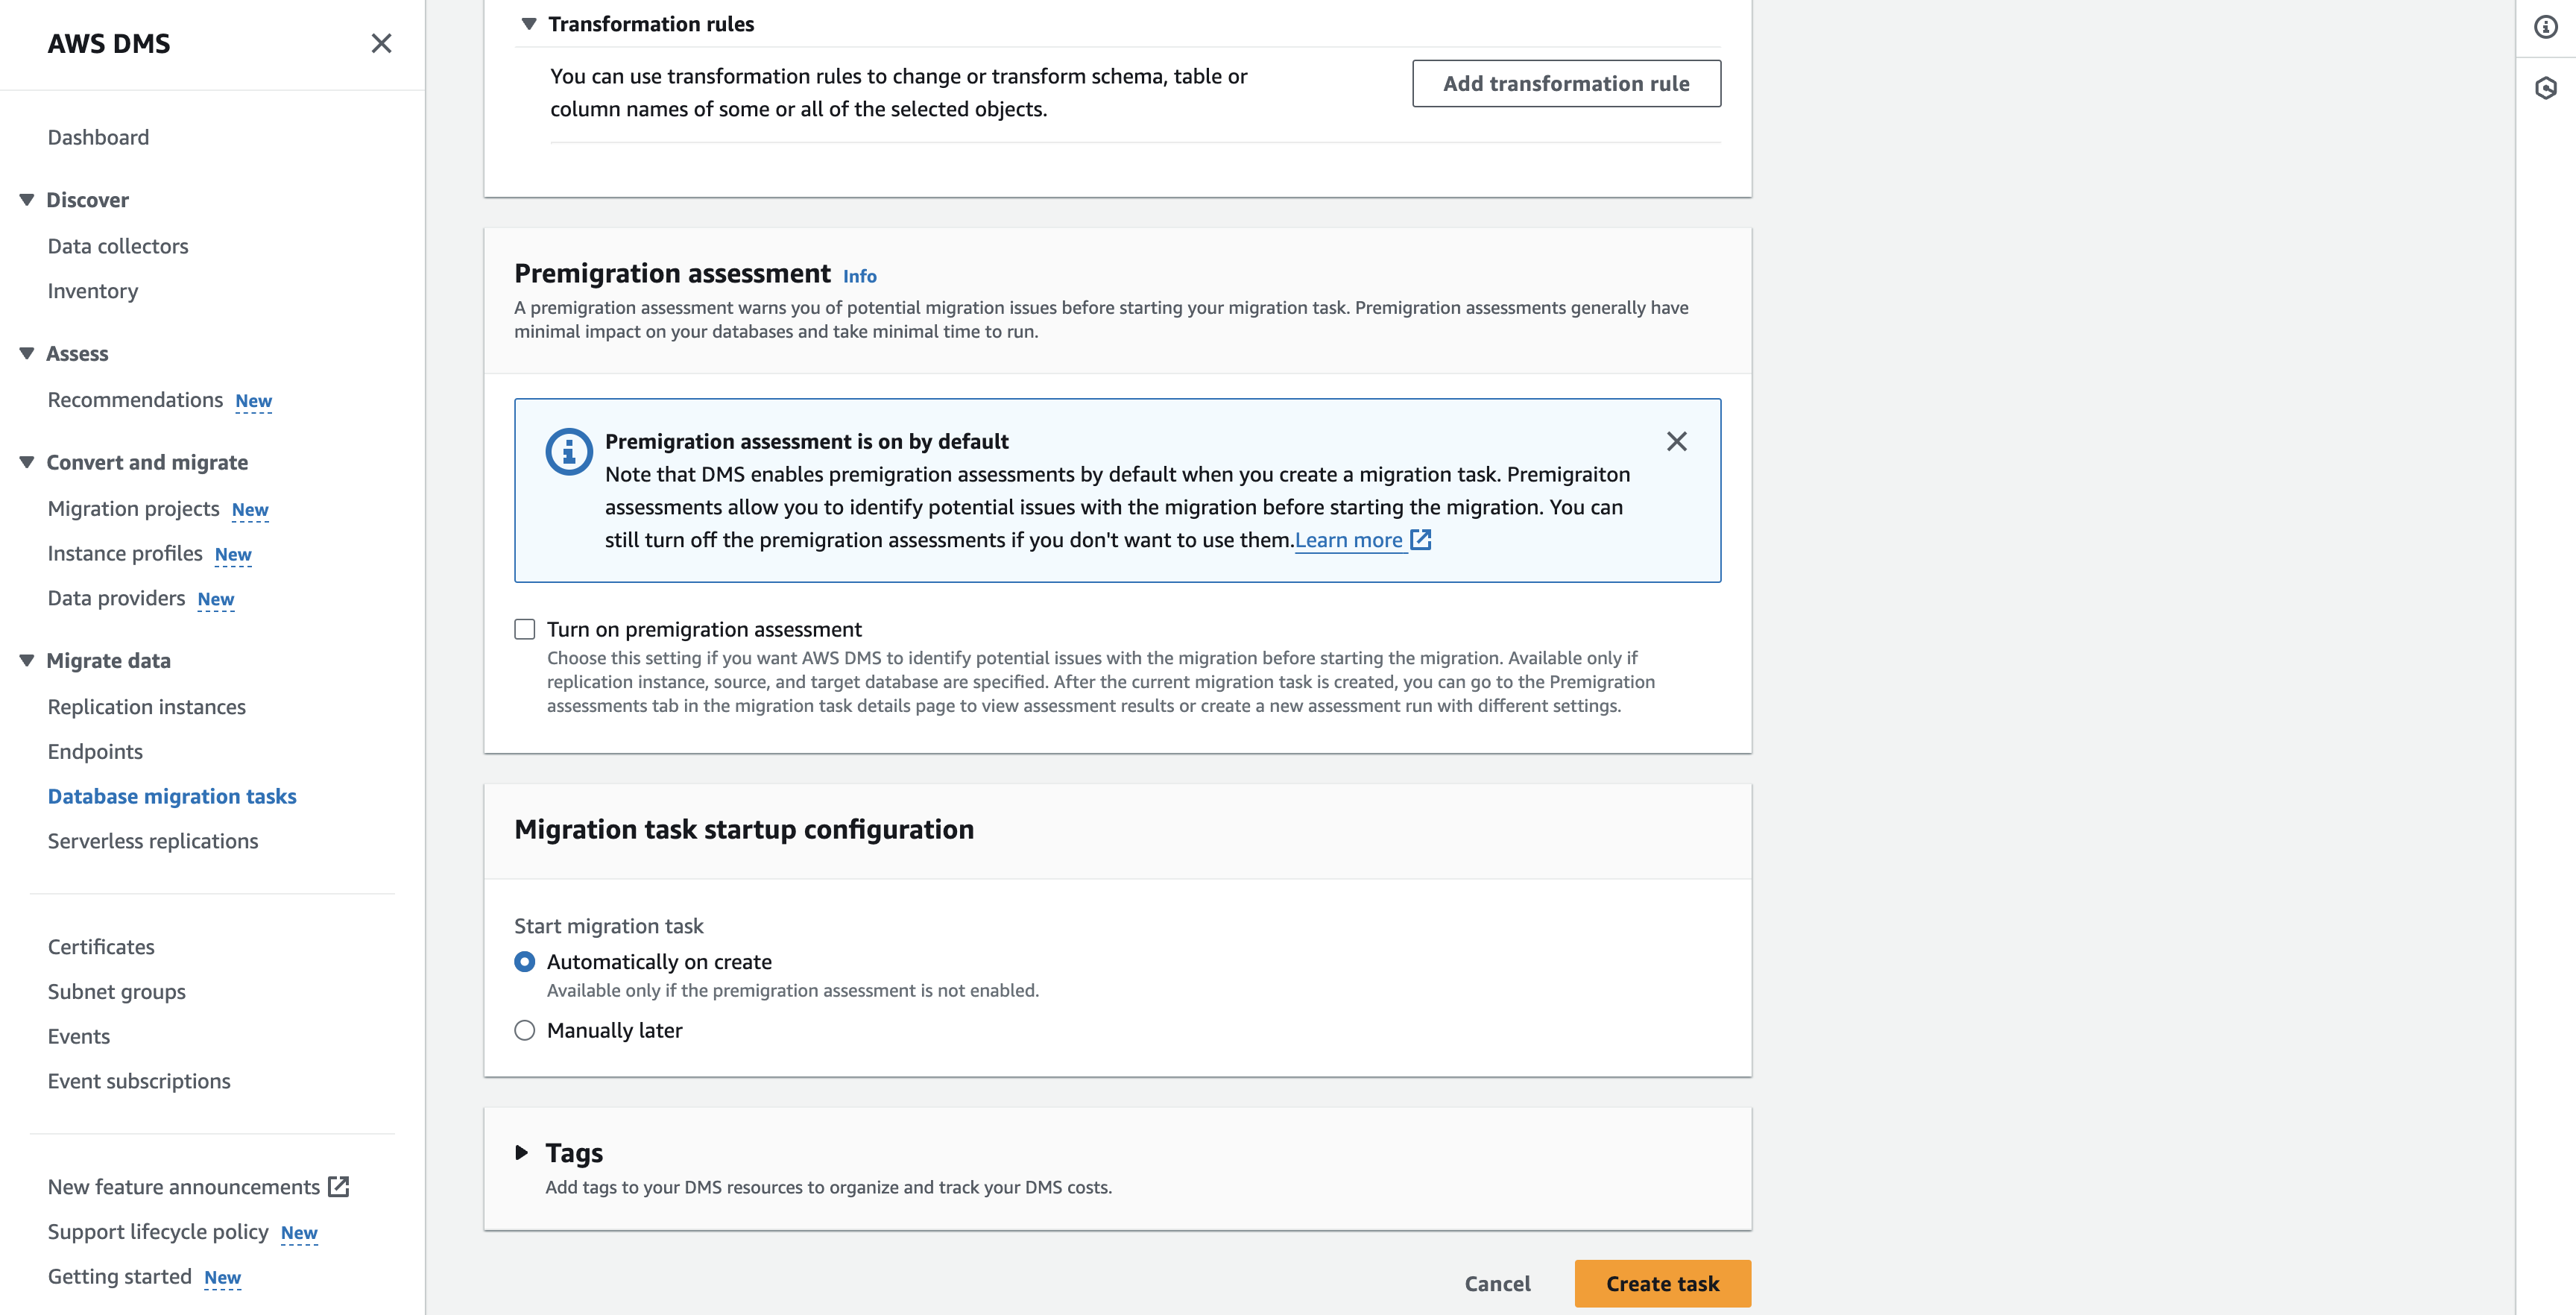 AWS DMS
Dashboard
Discover
Data collectors
Inventory
Assess
Recommendations New
Convert and migrate
Migration projects New
Instance profiles New
Data providers New
Migrate data
Replication instances
Endpoints
Database migration tasks
Serverless replications
Certificates
Subnet groups
Events
Event subscriptions
New feature announcements
Support lifecycle policy New
Getting started New
Transformation rules
You can use transformation rules to change or transform schema, table or
column names of some or all of the selected objects.
Add transformation rule
Premigration assessment Info
A premigration assessment warns you of potential migration issues before starting your migration task. Premigration assessments generally have
minimal impact on your databases and take minimal time to run.
Premigration assessment is on by default
Note that DMS enables premigration assessments by default when you create a migration task. Premigraiton
assessments allow you to identify potential issues with the migration before starting the migration. You can
still turn off the premigration assessments if you don't want to use them.Learn more
Turn on premigration assessment
Choose this setting if you want AWS DMS to identify potential issues with the migration before starting the migration. Available only if
replication instance, source, and target database are specified. After the current migration task is created, you can go to the Premigration
assessments tab in the migration task details page to view assessment results or create a new assessment run with different settings.
Migration task startup configuration
Start migration task
Automatically on create
Available only if the premigration assessment is not enabled.
Manually later
Tags
Add tags to your DMS resources to organize and track your DMS costs.
Cancel
Create task